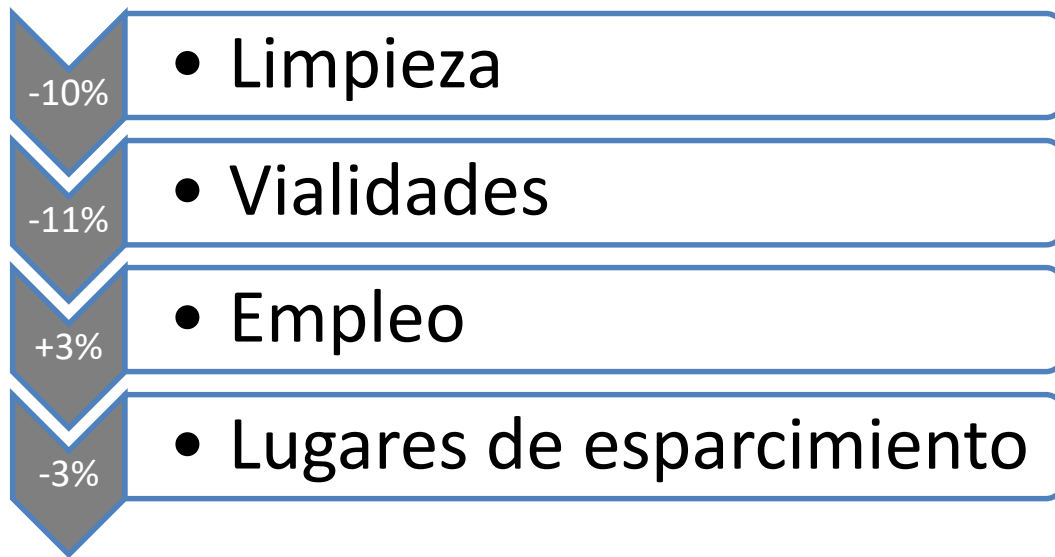 -10%
• Limpieza
-11%
• Vialidades
+3%
• Empleo
-3%
• Lugares de esparcimiento